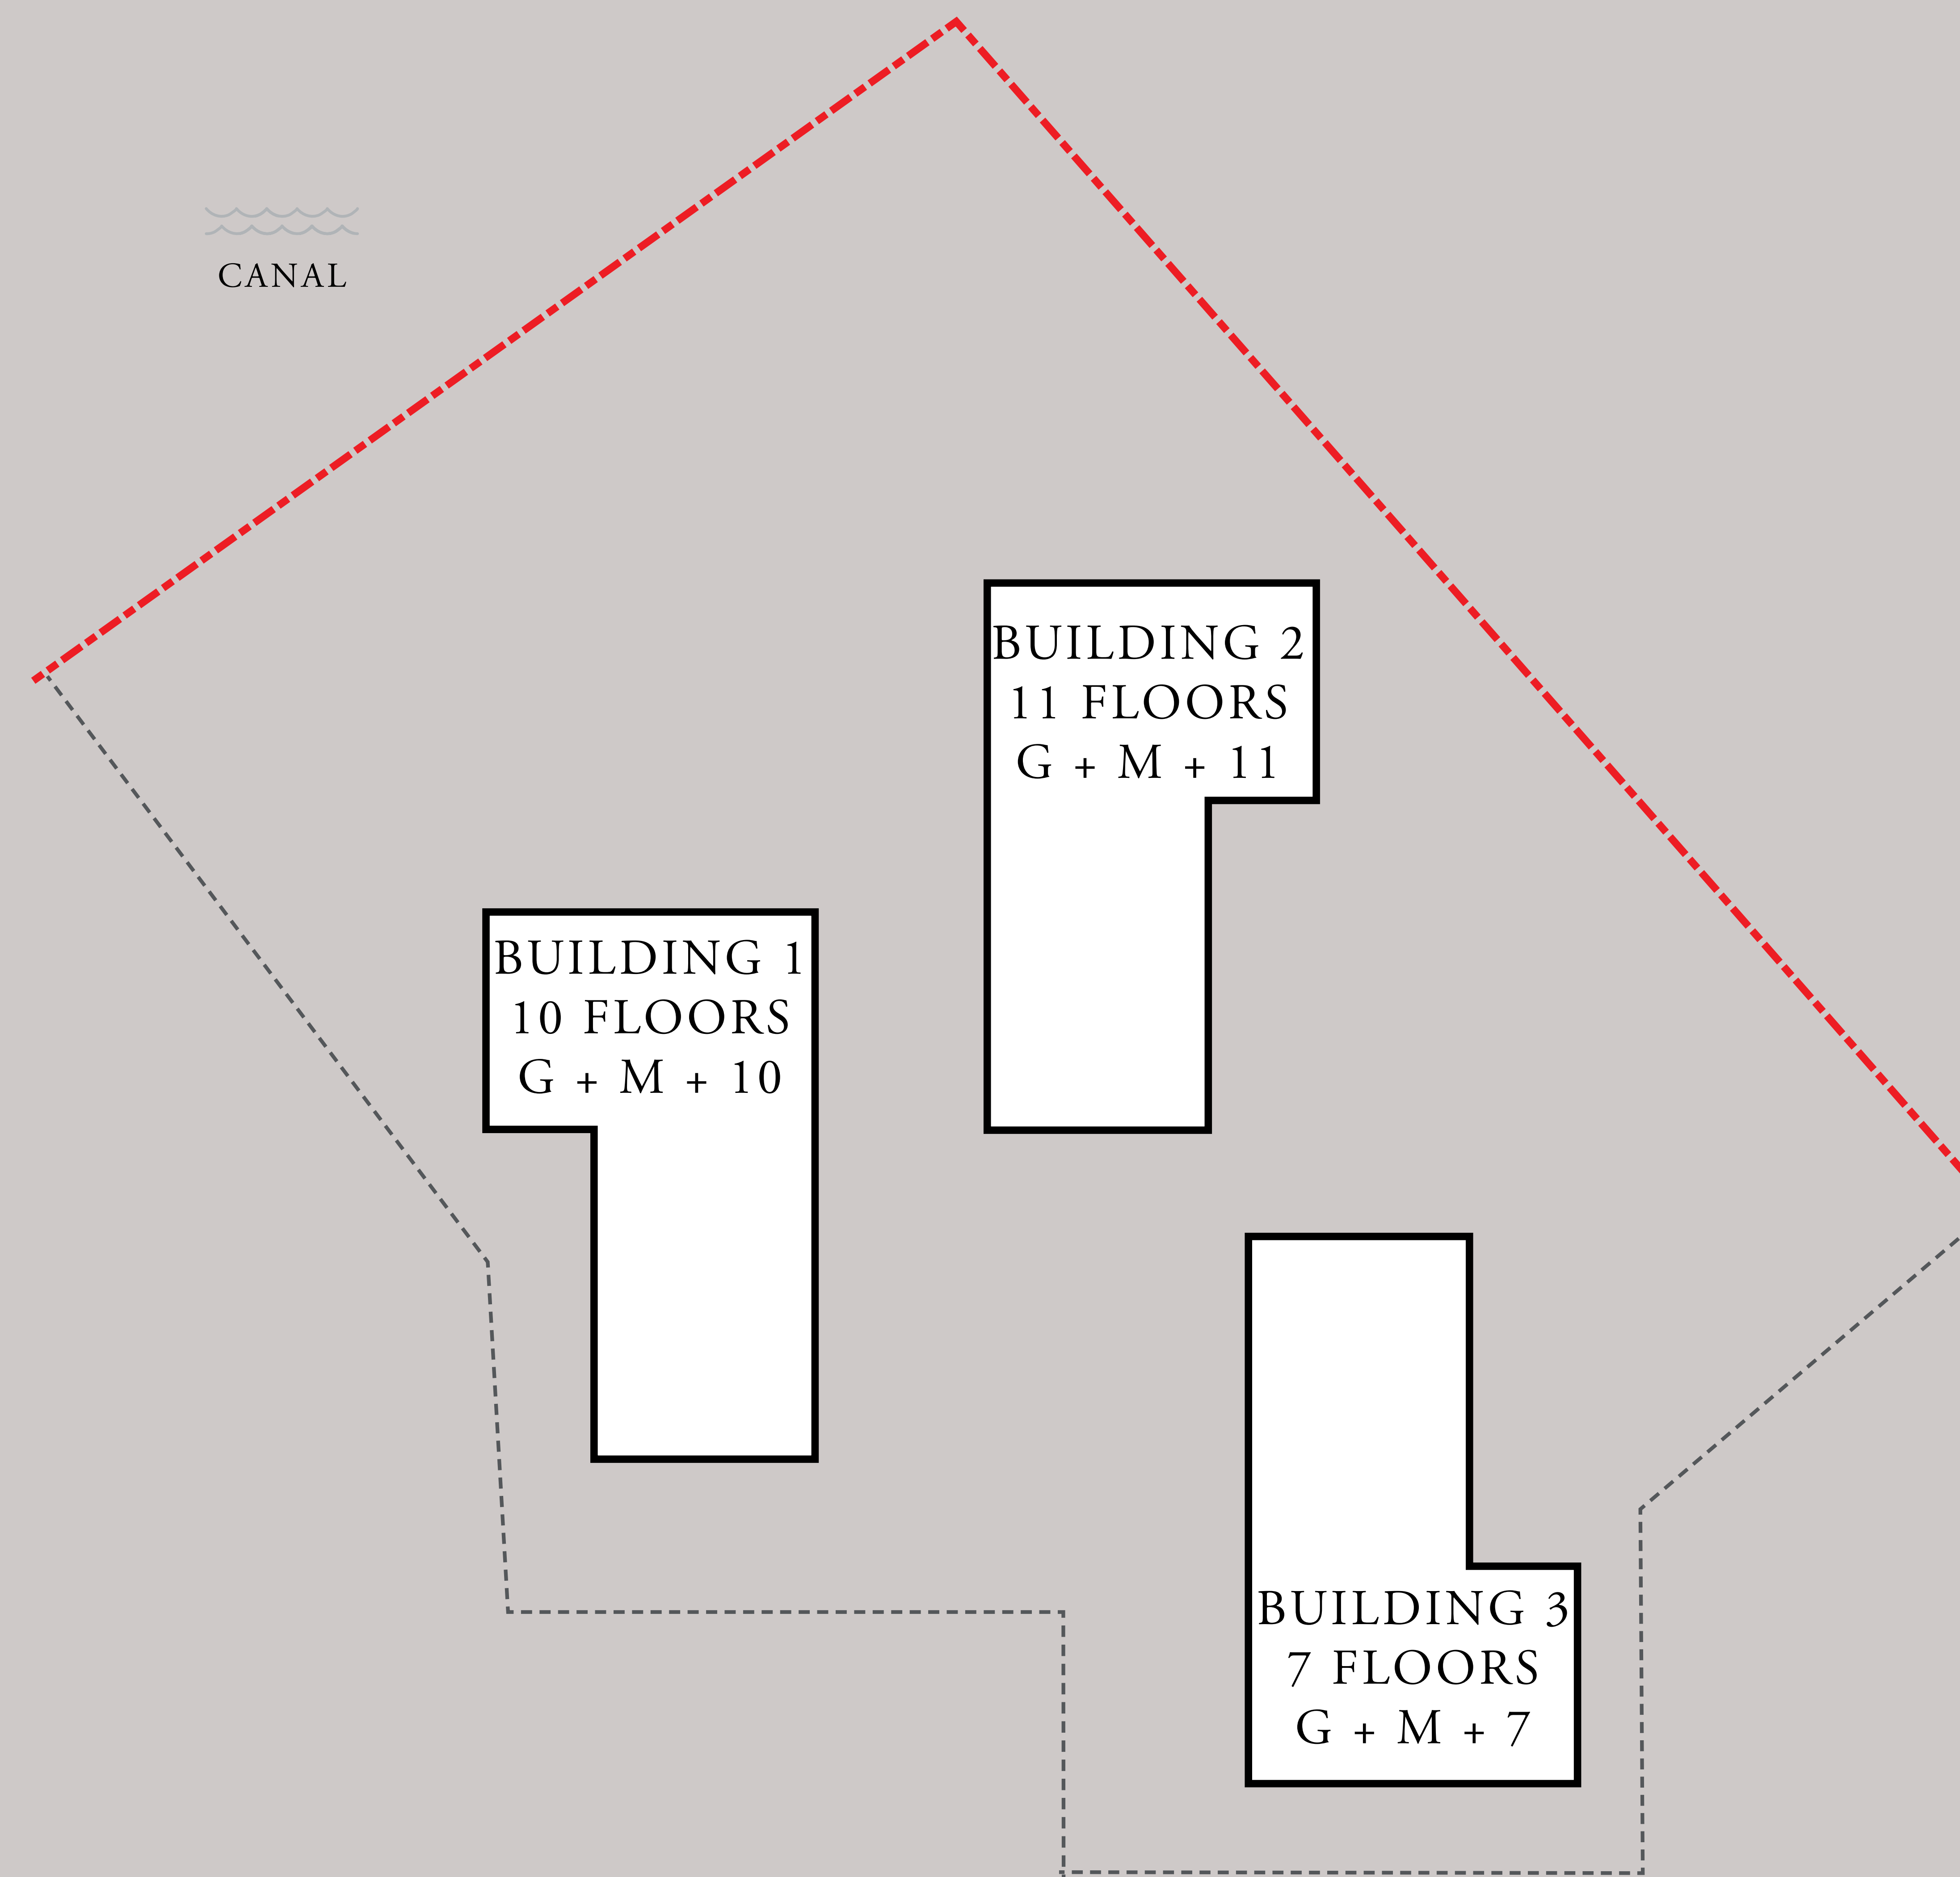 CANAL
BUILDING 2
11 FLOORS
G + M + 11
BUILDING 1
10 FLOORS
G + M + 10
BUILDING 3
7 FLOORS
G + M + 7